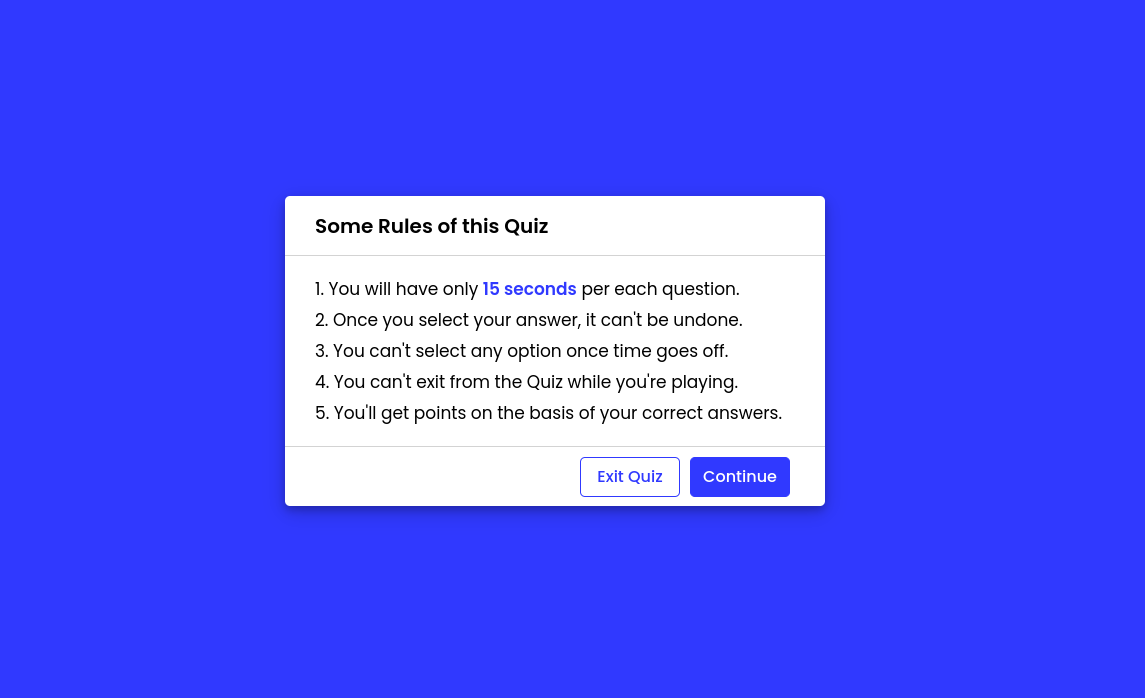 Some Rules of this Quiz
1. You will have only 15 seconds per each question.
2. Once you select your answer, it can't be undone.
3. You can't select any option once time goes off.
4. You can't exit from the Quiz while you're playing.
5. You'll get points on the basis of your correct answers.
Exit Quiz
Continue